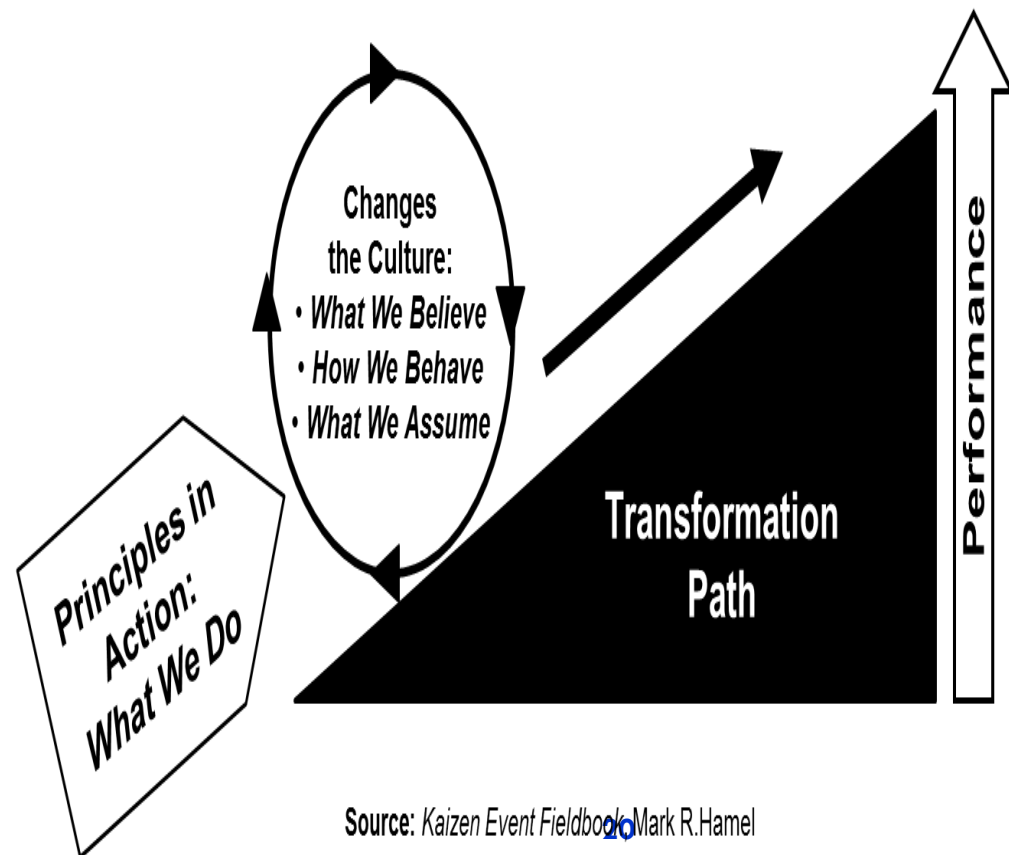 Changes
the Culture:
• What We Believe
• How We Behave
• What We Assume
Principles in
Action:
What We Do
Transformation
Path
Performance
Source: Kaizen Event Fieldbook, Mark R.Hamel
20